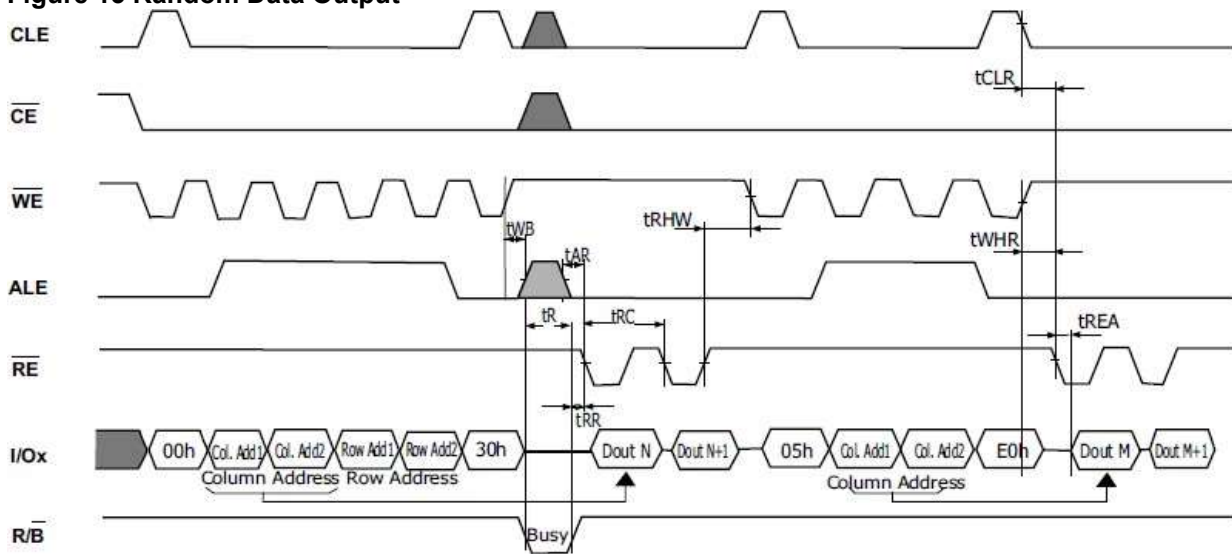 Figure 16 Random Data Output
CLE
tCLR
CE
WE
tWB
tRHW
tWHR
tAR
ALE
tR
tRC
tREA
RE
tRR
I/Ox
00h Col. Add1 Col. Add2 Row Add1 Row Add2 30h Dout N Dout N+1 05h Col. Add1 Col. Add2 E0h Dout M Dout M+1
Column Address Row Address Column Address
R/B Busy